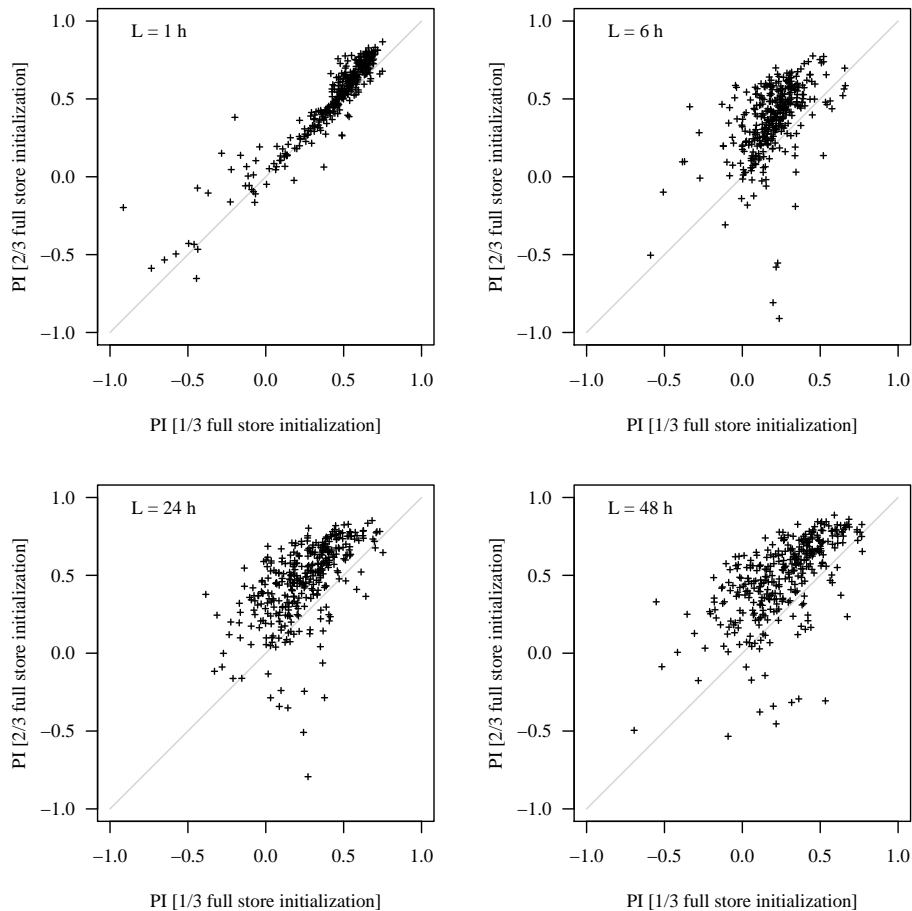 L = 1 h
1.0
0.5
0.0
−0.5
−1.0
PI [2/3 full store initialization]
−1.0 −0.5 0.0 0.5 1.0
PI [1/3 full store initialization]
L = 6 h
1.0
0.5
0.0
−0.5
−1.0
PI [2/3 full store initialization]
−1.0 −0.5 0.0 0.5 1.0
PI [1/3 full store initialization]
L = 24 h
1.0
0.5
0.0
−0.5
−1.0
PI [2/3 full store initialization]
−1.0 −0.5 0.0 0.5 1.0
PI [1/3 full store initialization]
L = 48 h
1.0
0.5
0.0
−0.5
−1.0
PI [2/3 full store initialization]
−1.0 −0.5 0.0 0.5 1.0
PI [1/3 full store initialization]